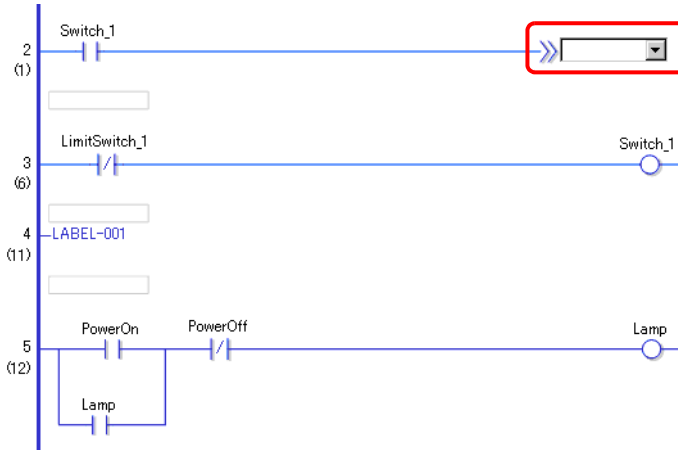 Switch_1
2
(1)
LimitSwitch_1
Switch_1
3
(6)
4
LABEL-001
(11)
PowerOn PowerOff Lamp
5
(12)
Lamp